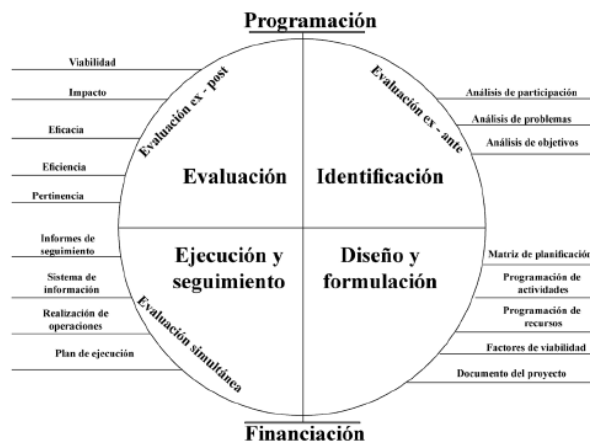 Programación
Viabilidad
Impacto
Eficacia
Eficiencia
Pertinencia
Evaluación ex - post
Evaluación
Evaluación ex - ante
Identificación
Análisis de participación
Análisis de problemas
Análisis de objetivos
Informes de
seguimiento
Sistema de
información
Realización de
operaciones
Plan de ejecución
Ejecución y
seguimiento
Evaluación simultánea
Diseño y
formulación
Matriz de planificación
Programación de
actividades
Programación de
recursos
Factores de viabilidad
Documento del proyecto
Financiación